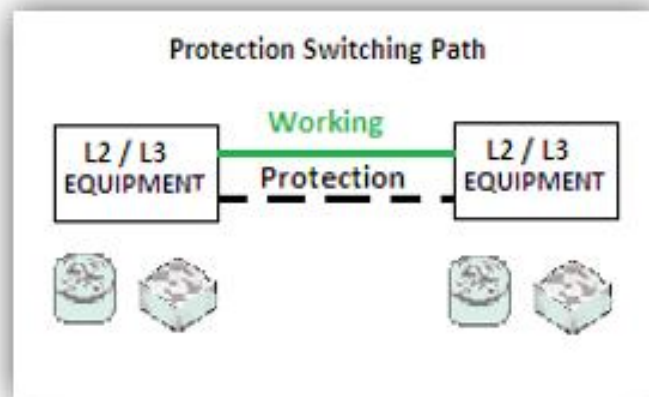 Protection Switching Path
Working
L2 / L3
EQUIPMENT
Protection
L2 / L3
EQUIPMENT